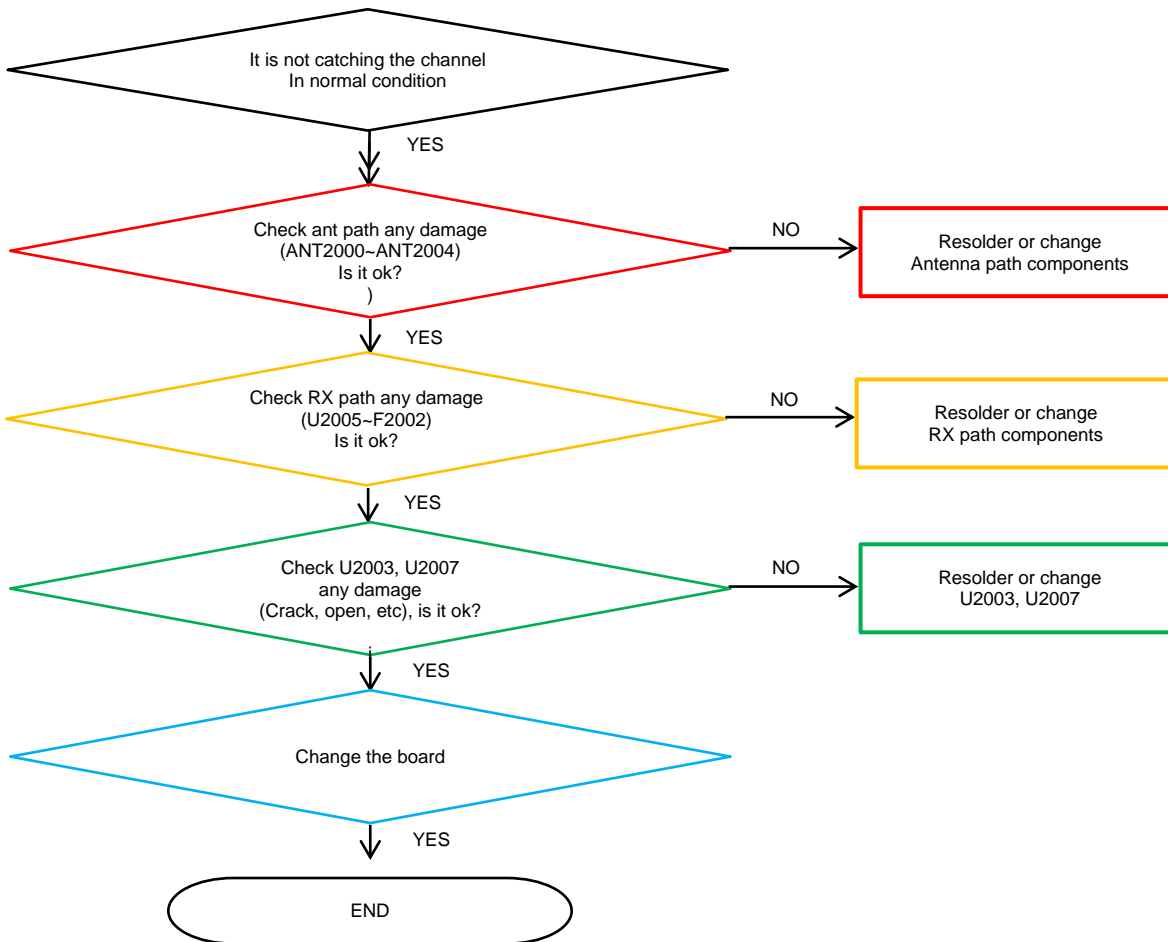 It is not catching the channel
In normal condition
YES
Check ant path any damage
(ANT2000~ANT2004)
Is it ok?
)
NO
Resolder or change
Antenna path components
YES
Check RX path any damage
(U2005~F2002)
Is it ok?
NO
Resolder or change
RX path components
YES
Check U2003, U2007
any damage
(Crack, open, etc), is it ok?
;
NO
Resolder or change
U2003, U2007
YES
Change the board
YES
END